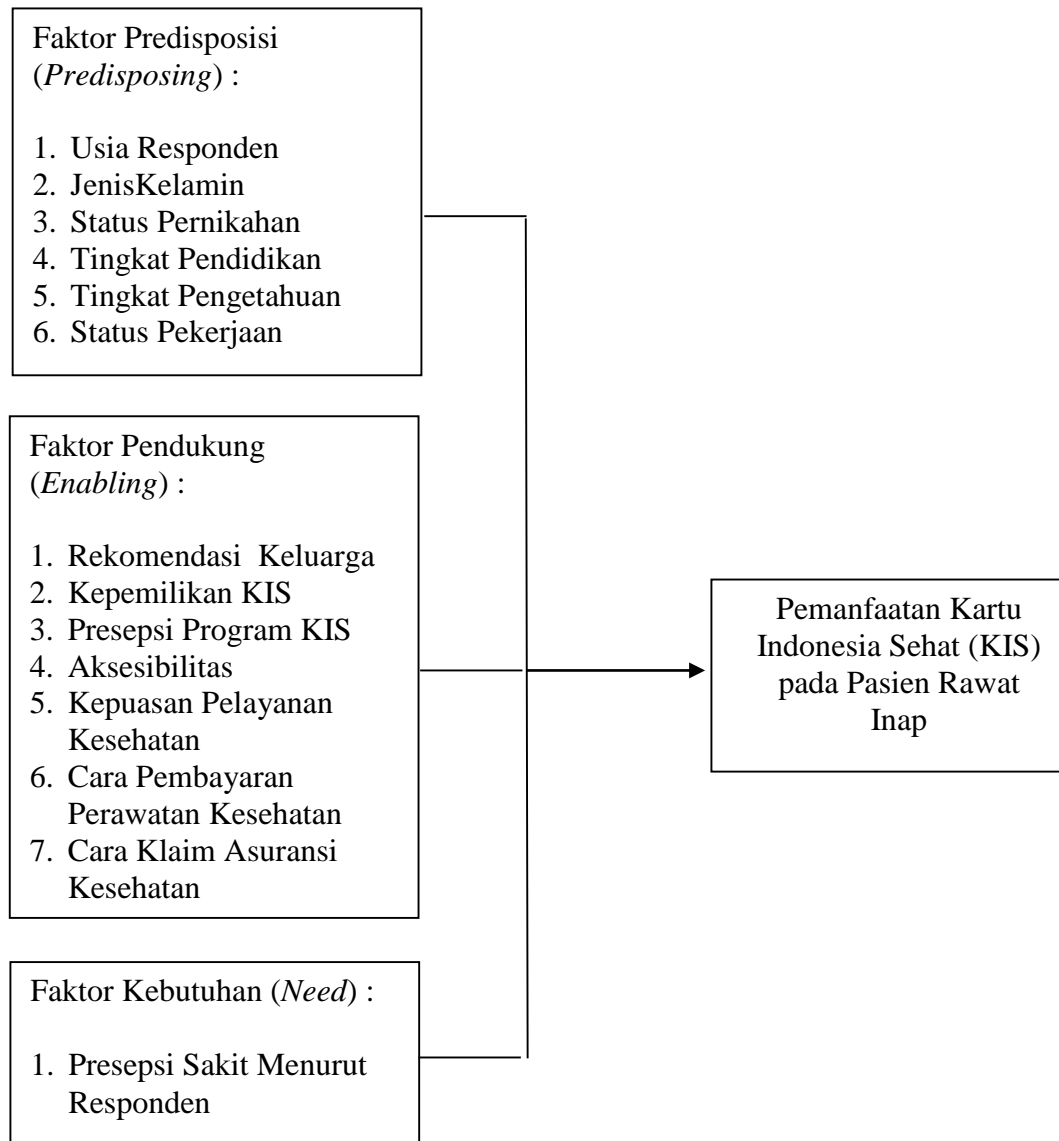 Faktor Predisposisi
(Predisposing) :
1. Usia Responden
2. JenisKelamin
3. Status Pernikahan
4. Tingkat Pendidikan
5. Tingkat Pengetahuan
6. Status Pekerjaan
Faktor Pendukung
(Enabling) :
1. Rekomendasi Keluarga
2. Kepemilikan KIS
3. Presepsi Program KIS
4. Aksesibilitas
5. Kepuasan Pelayanan
Kesehatan
6. Cara Pembayaran
Perawatan Kesehatan
7. Cara Klaim Asuransi
Kesehatan
Faktor Kebutuhan (Need) :
1. Presepsi Sakit Menurut
Responden
Pemanfaatan Kartu
Indonesia Sehat (KIS)
pada Pasien Rawat
Inap